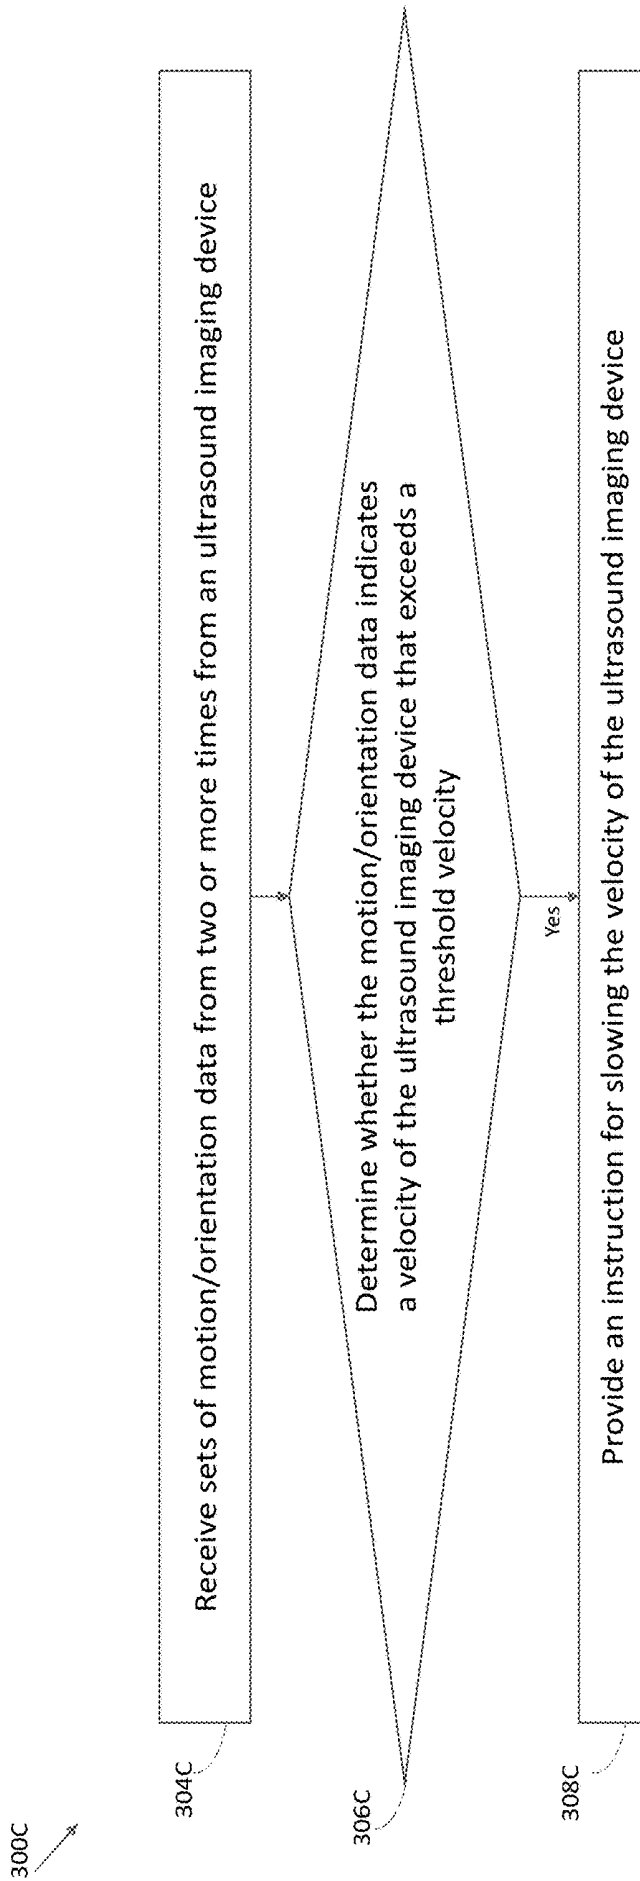 300C
304C
Receive sets of motion/orientation data from two or more times from an ultrasound imaging device
306C
Determine whether the motion/orientation data indicates
a velocity of the ultrasound imaging device that exceeds a
threshold velocity
Yes
308C
Provide an instruction for slowing the velocity of the ultrasound imaging device